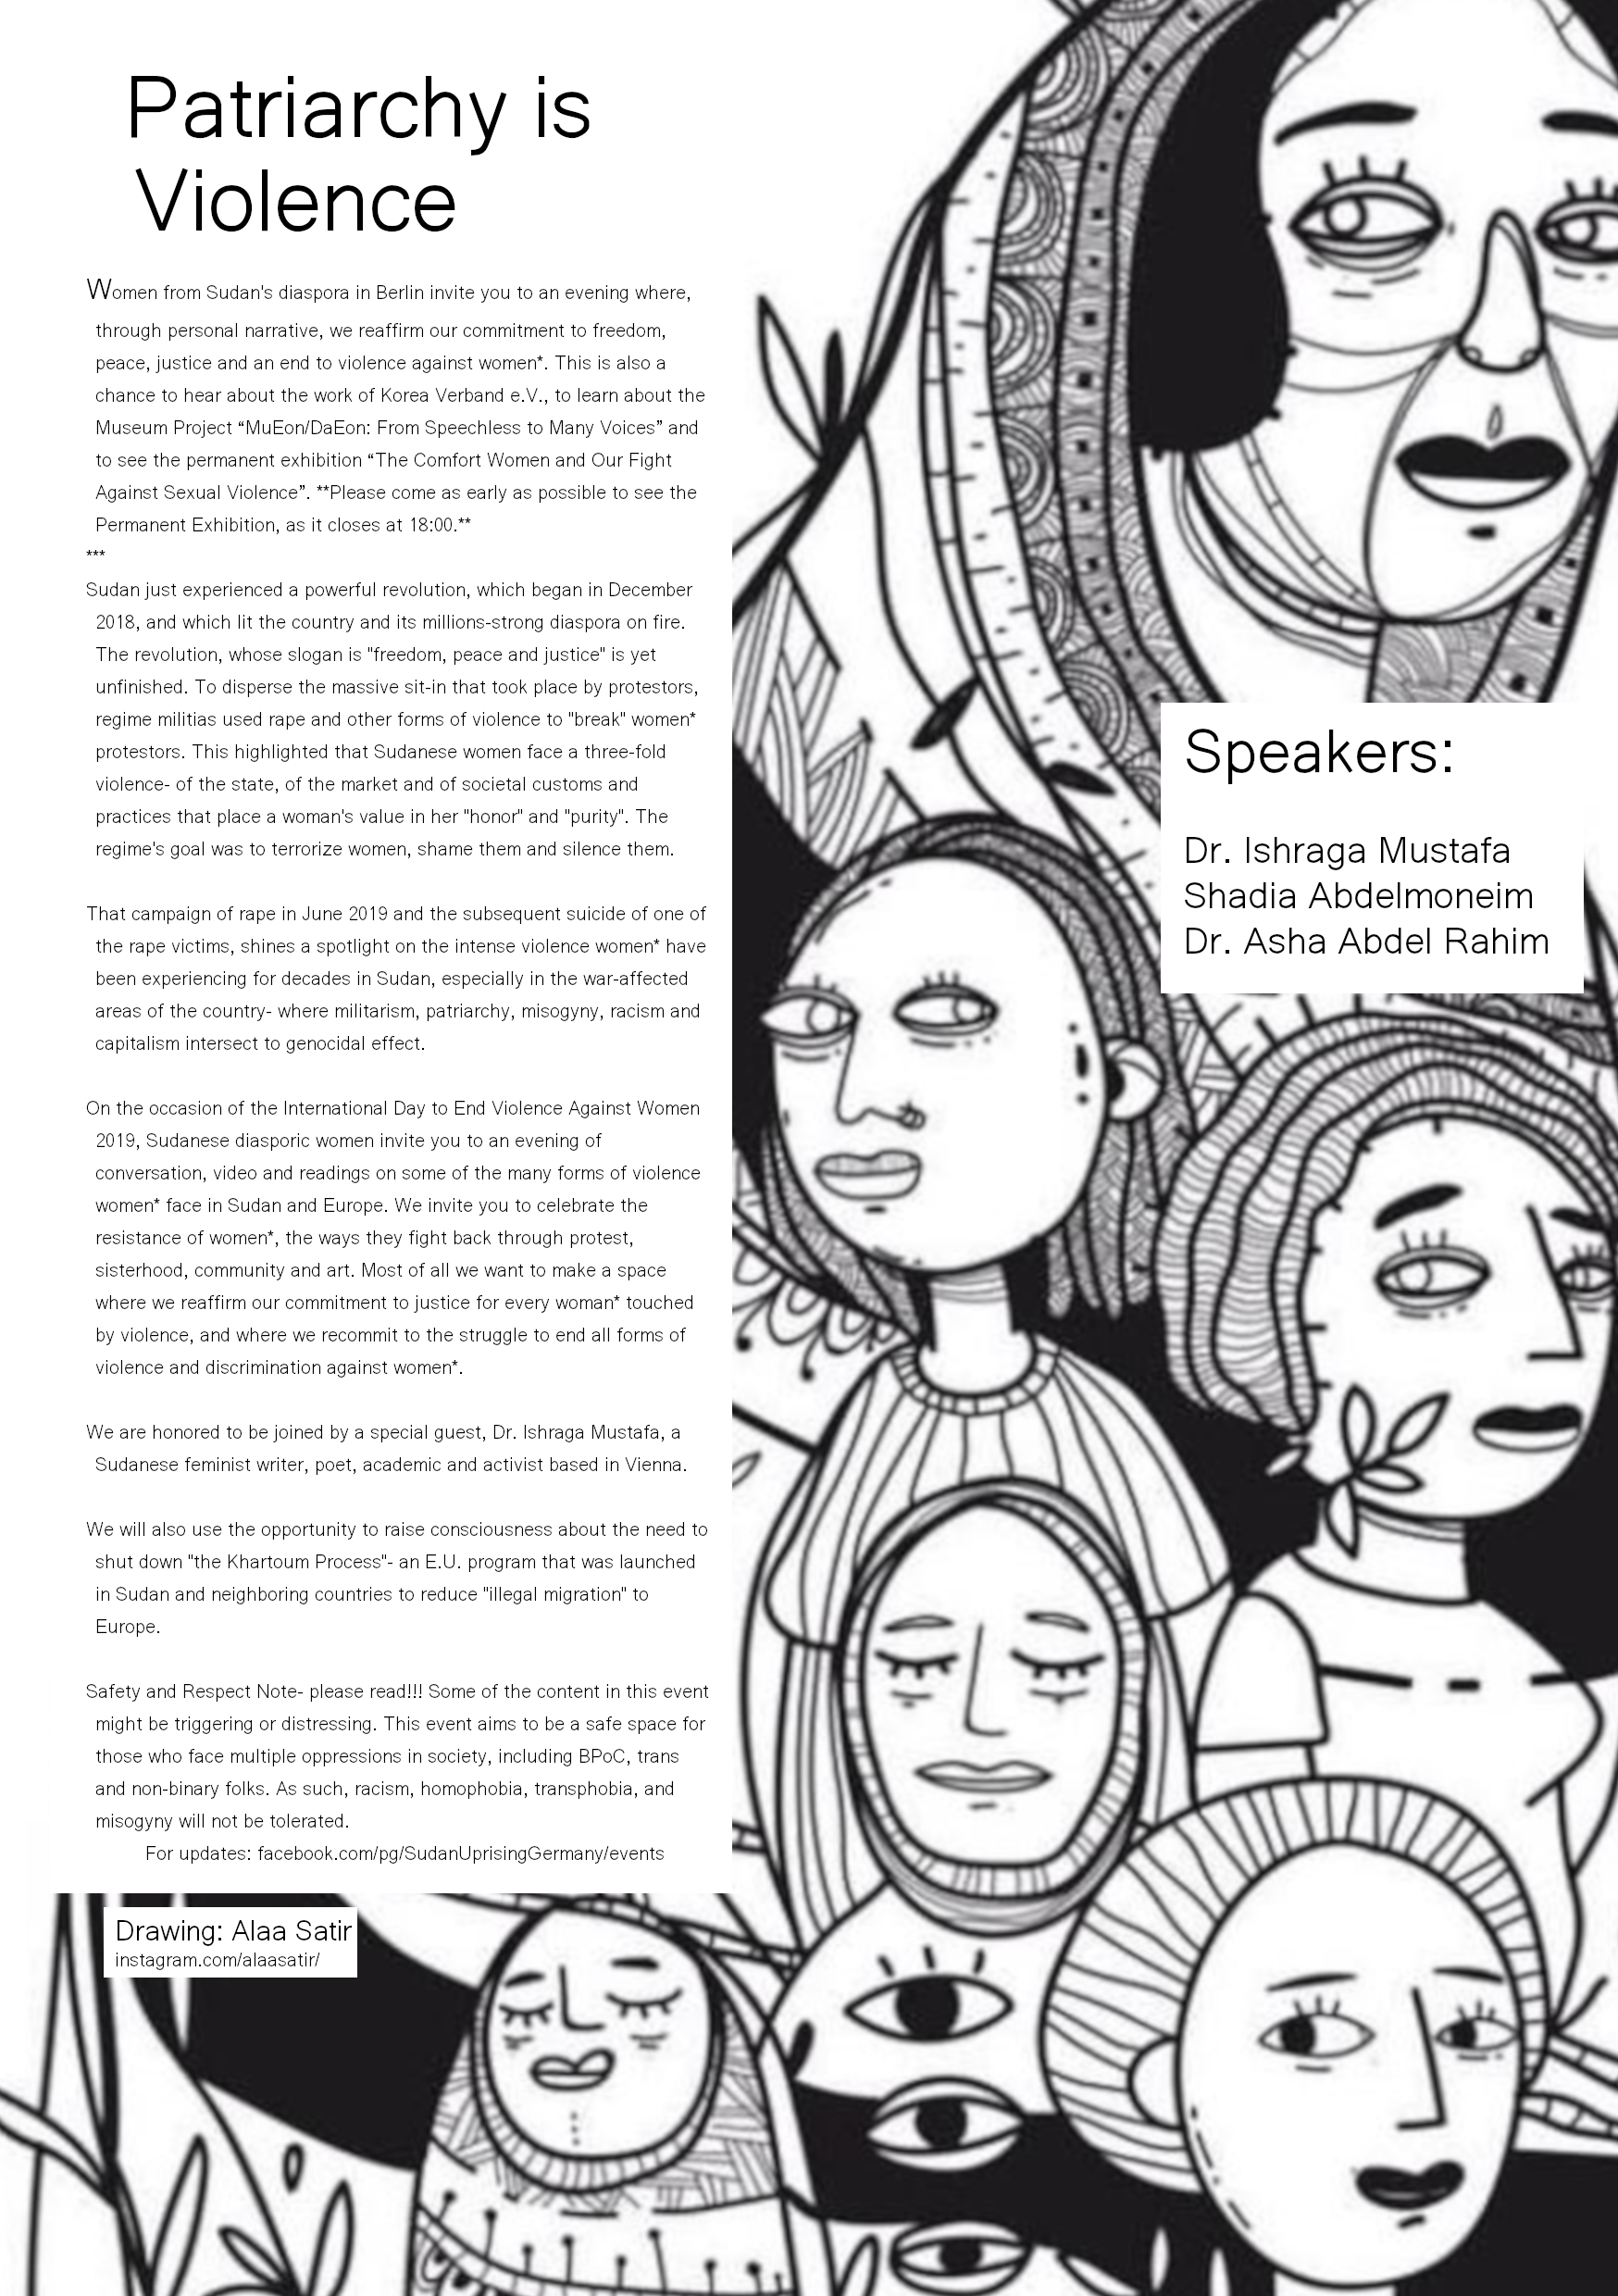 Patriarchy is
Violence
Women from Sudan's diaspora in Berlin invite you to an evening where,
through personal narrative, we reaffirm our commitment to freedom,
peace, justice and an end to violence against women*. This is also a
chance to hear about the work of Korea Verband e.V., to learn about the
Museum Project “MuEon/DaEon: From Speechless to Many Voices” and
to see the permanent exhibition “The Comfort Women and Our Fight
Against Sexual Violence”. **Please come as early as possible to see the
Permanent Exhibition, as it closes at 18:00.**
***
Sudan just experienced a powerful revolution, which began in December
2018, and which lit the country and its millions-strong diaspora on fire.
The revolution, whose slogan is "freedom, peace and justice" is yet
unfinished. To disperse the massive sit-in that took place by protestors,
regime militias used rape and other forms of violence to "break" women*
protestors. This highlighted that Sudanese women face a three-fold
violence- of the state, of the market and of societal customs and
practices that place a woman's value in her "honor" and "purity". The
regime's goal was to terrorize women, shame them and silence them.
That campaign of rape in June 2019 and the subsequent suicide of one of
the rape victims, shines a spotlight on the intense violence women* have
been experiencing for decades in Sudan, especially in the war-affected
areas of the country- where militarism, patriarchy, misogyny, racism and
capitalism intersect to genocidal effect.
On the occasion of the International Day to End Violence Against Women
2019, Sudanese diasporic women invite you to an evening of
conversation, video and readings on some of the many forms of violence
women* face in Sudan and Europe. We invite you to celebrate the
resistance of women*, the ways they fight back through protest,
sisterhood, community and art. Most of all we want to make a space
where we reaffirm our commitment to justice for every woman* touched
by violence, and where we recommit to the struggle to end all forms of
violence and discrimination against women*.
We are honored to be joined by a special guest, Dr. Ishraga Mustafa, a
Sudanese feminist writer, poet, academic and activist based in Vienna.
We will also use the opportunity to raise consciousness about the need to
shut down "the Khartoum Process"- an E.U. program that was launched
in Sudan and neighboring countries to reduce "illegal migration" to
Europe.
Safety and Respect Note- please read!!! Some of the content in this event
might be triggering or distressing. This event aims to be a safe space for
those who face multiple oppressions in society, including BPoC, trans
and non-binary folks. As such, racism, homophobia, transphobia, and
misogyny will not be tolerated.
For updates: facebook.com/pg/SudanUprisingGermany/events
Speakers:
Dr. Ishraga Mustafa
Shadia Abdelmoneim
Dr. Asha Abdel Rahim
Drawing: Alaa Satir
instagram.com/alaasatir/